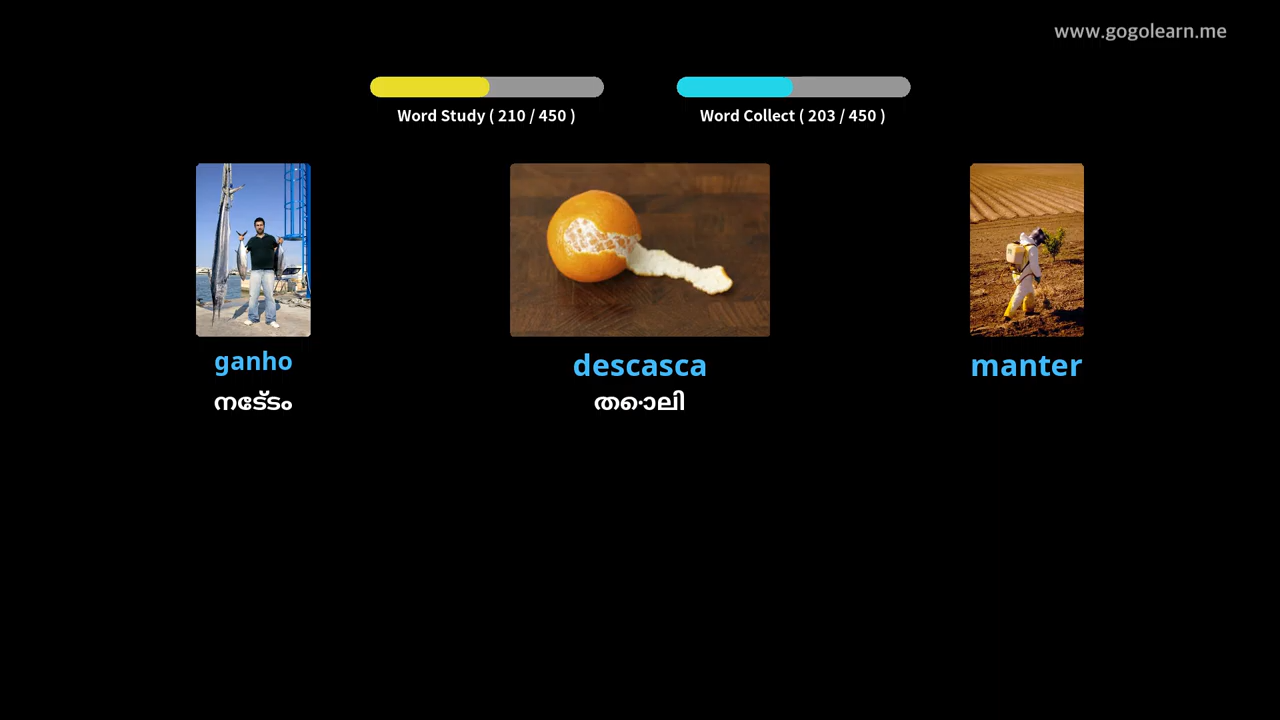 www.gogolearn.me
Word Study ( 210 / 450 )
Word Collect ( 203 / 450 )
ganho
descasca
manter
നേട്ടം
തൊലി